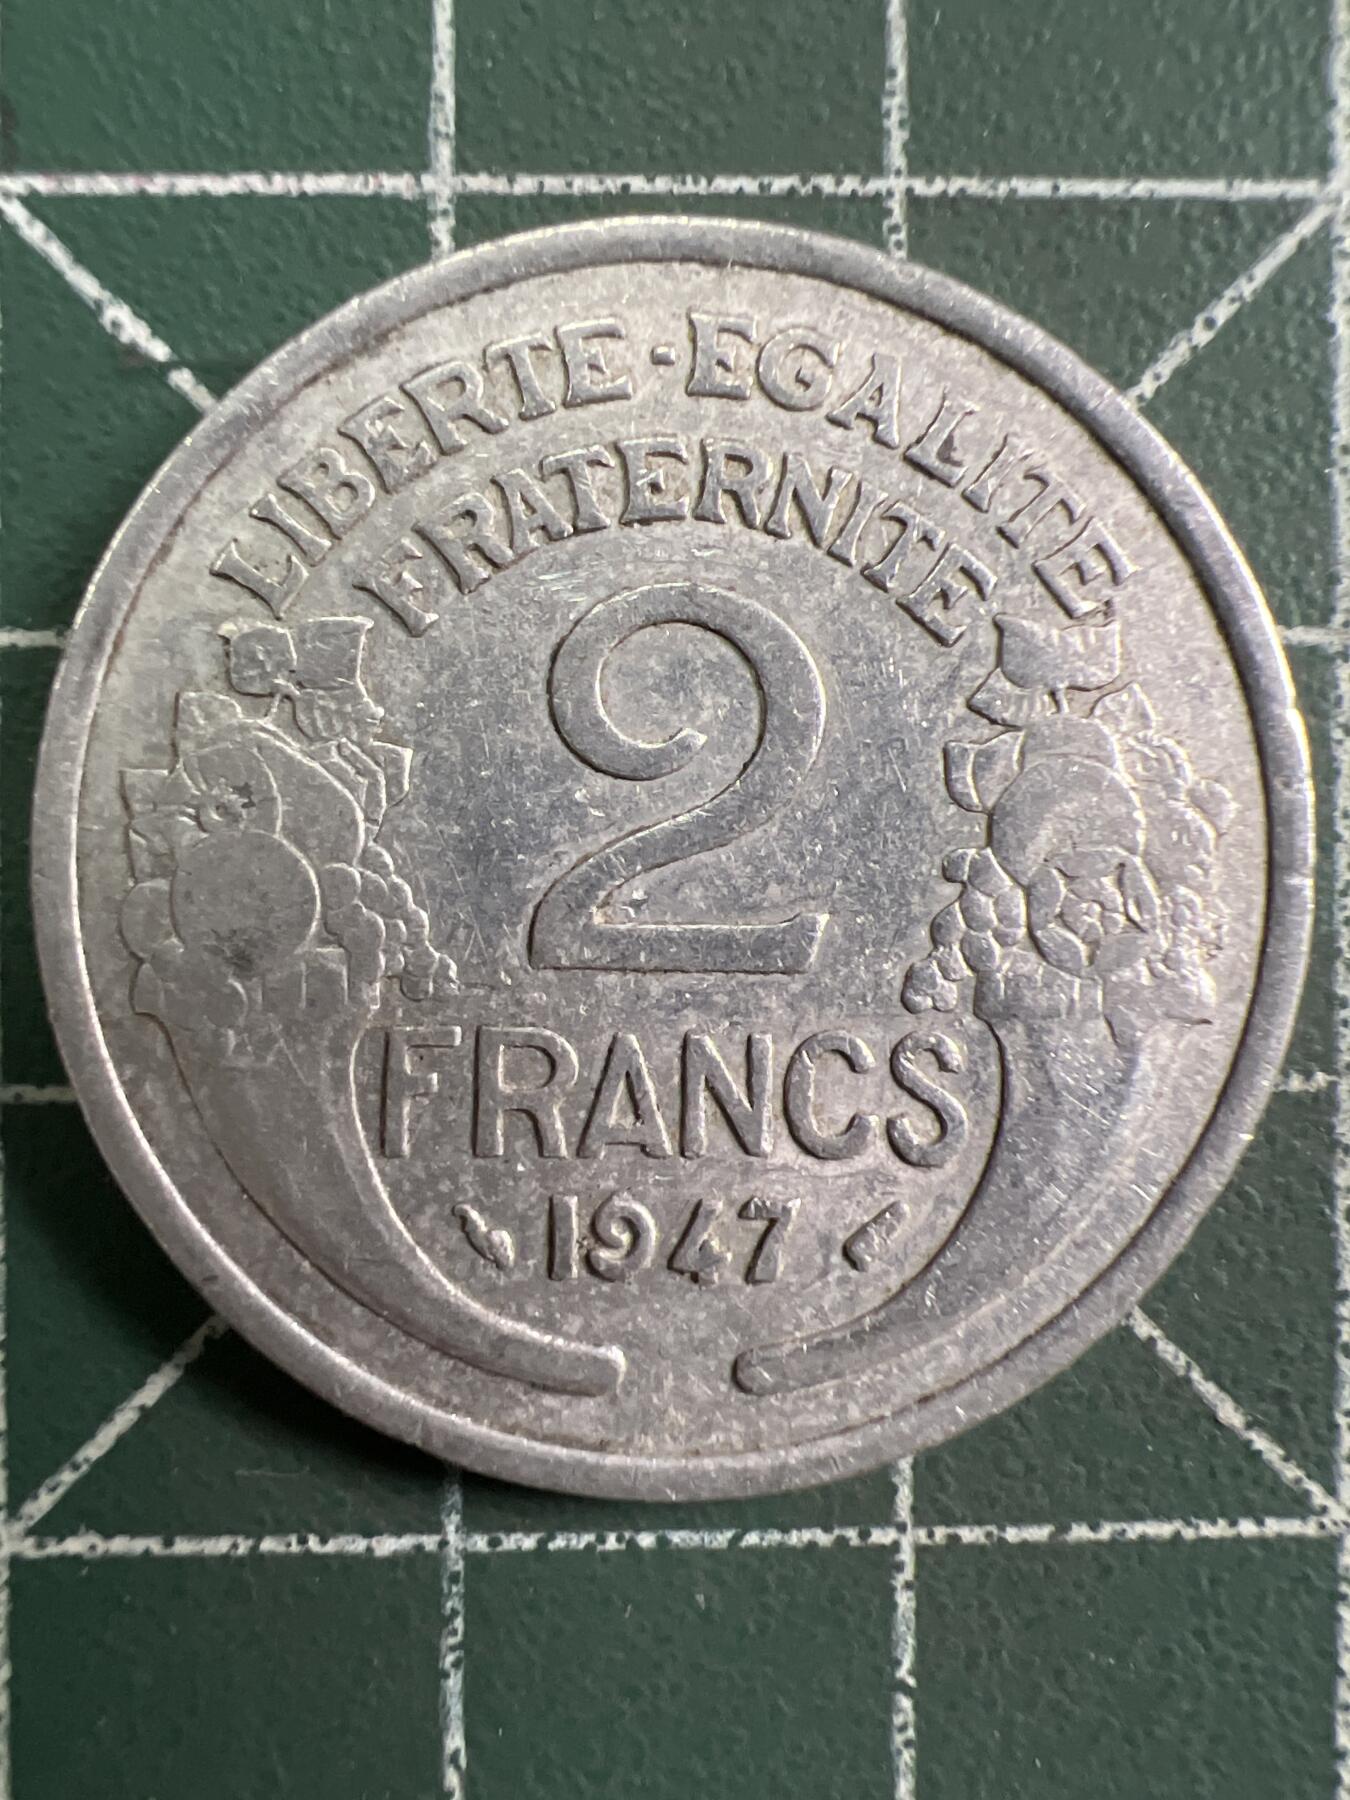 LIBERTE·EGALITE
FRATERNITE
2
FRANCS
1947